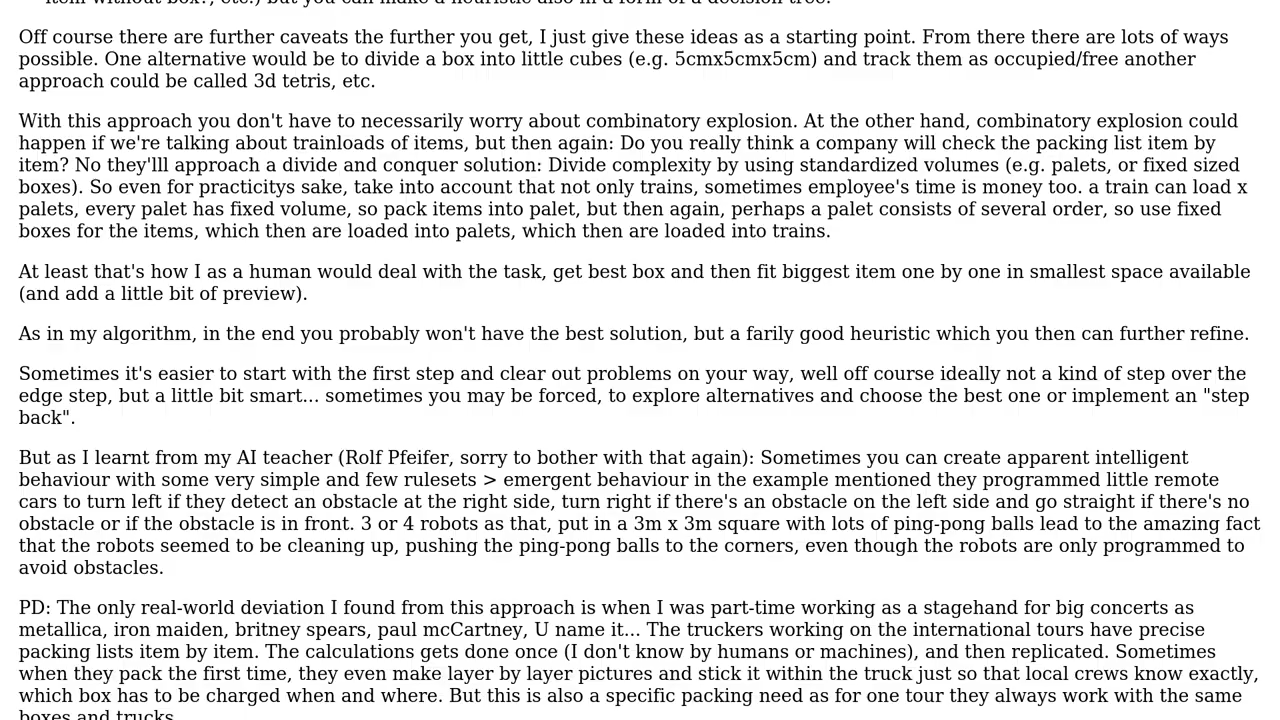 item without box?, etc.) but you can make a heuristic also in a form of a decision tree.
Off course there are further caveats the further you get, I just give these ideas as a starting point. From there there are lots of ways
possible. One alternative would be to divide a box into little cubes (e.g. 5cmx5cmx5cm) and track them as occupied/free another
approach could be called 3d tetris, etc.
With this approach you don't have to necessarily worry about combinatory explosion. At the other hand, combinatory explosion could
happen if we're talking about trainloads of items, but then again: Do you really think a company will check the packing list item by
item? No they'lll approach a divide and conquer solution: Divide complexity by using standardized volumes (e.g. palets, or fixed sized
boxes). So even for practicitys sake, take into account that not only trains, sometimes employee's time is money too. a train can load x
palets, every palet has fixed volume, so pack items into palet, but then again, perhaps a palet consists of several order, so use fixed
boxes for the items, which then are loaded into palets, which then are loaded into trains.
At least that's how I as a human would deal with the task, get best box and then fit biggest item one by one in smallest space available
(and add a little bit of preview).
As in my algorithm, in the end you probably won't have the best solution, but a farily good heuristic which you then can further refine.
Sometimes it's easier to start with the first step and clear out problems on your way, well off course ideally not a kind of step over the
edge step, but a little bit smart... sometimes you may be forced, to explore alternatives and choose the best one or implement an "step
back".
But as I learnt from my AI teacher (Rolf Pfeifer, sorry to bother with that again): Sometimes you can create apparent intelligent
behaviour with some very simple and few rulesets > emergent behaviour in the example mentioned they programmed little remote
cars to turn left if they detect an obstacle at the right side, turn right if there's an obstacle on the left side and go straight if there's no
obstacle or if the obstacle is in front. 3 or 4 robots as that, put in a 3m x 3m square with lots of ping-pong balls lead to the amazing fact
that the robots seemed to be cleaning up, pushing the ping-pong balls to the corners, even though the robots are only programmed to
avoid obstacles.
PD: The only real-world deviation I found from this approach is when I was part-time working as a stagehand for big concerts as
metallica, iron maiden, britney spears, paul mcCartney, U name it... The truckers working on the international tours have precise
packing lists item by item. The calculations gets done once (I don't know by humans or machines), and then replicated. Sometimes
when they pack the first time, they even make layer by layer pictures and stick it within the truck just so that local crews know exactly,
which box has to be charged when and where. But this is also a specific packing need as for one tour they always work with the same
boxes and trucks